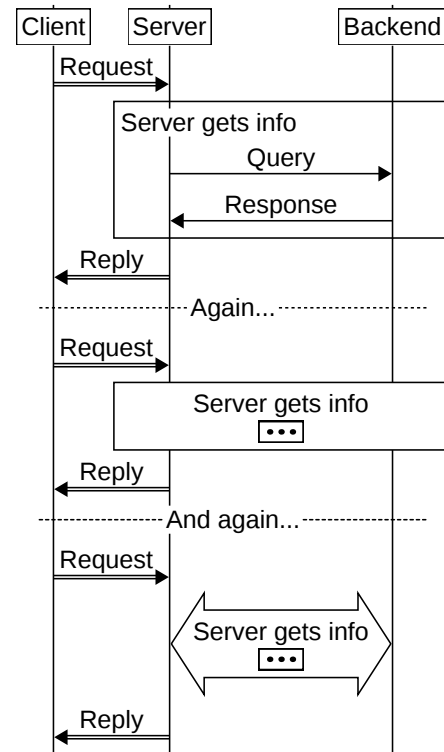 Client Server Backend
Request
Server gets info
Query
Response
Reply
Again...
Request
Server gets info
Reply
And again...
Request
Server gets info
Reply